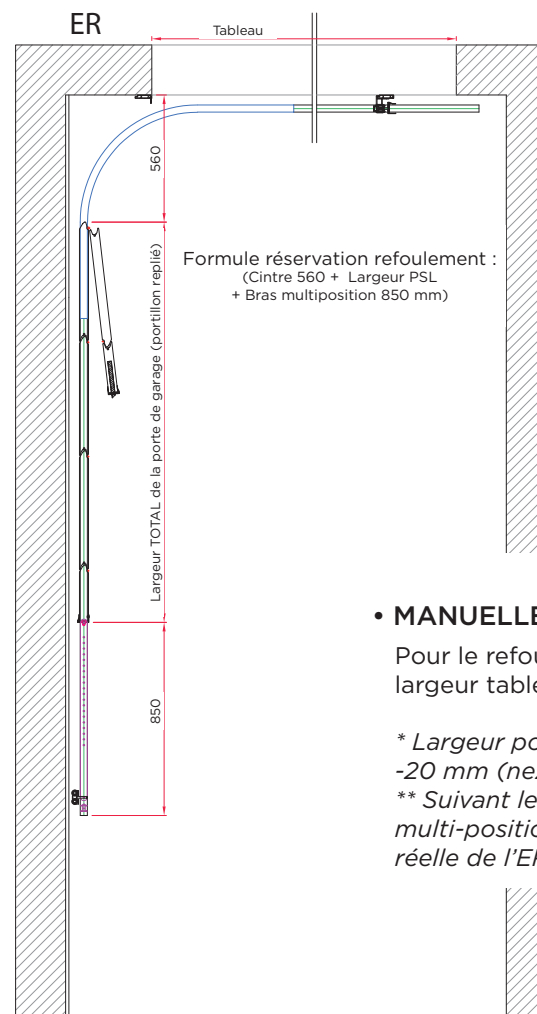 ER
Tableau
560
Formule réservation refoulement :
(Cintre 560 + Largeur PSL
+ Bras multiposition 850 mm)
Largeur TOTAL de la porte de garage (portillon replié)
850
• MANUELLE
Pour le refou
largeur table
* Largeur po
-20 mm (ne
** Suivant le
multi-positio
réelle de l'E